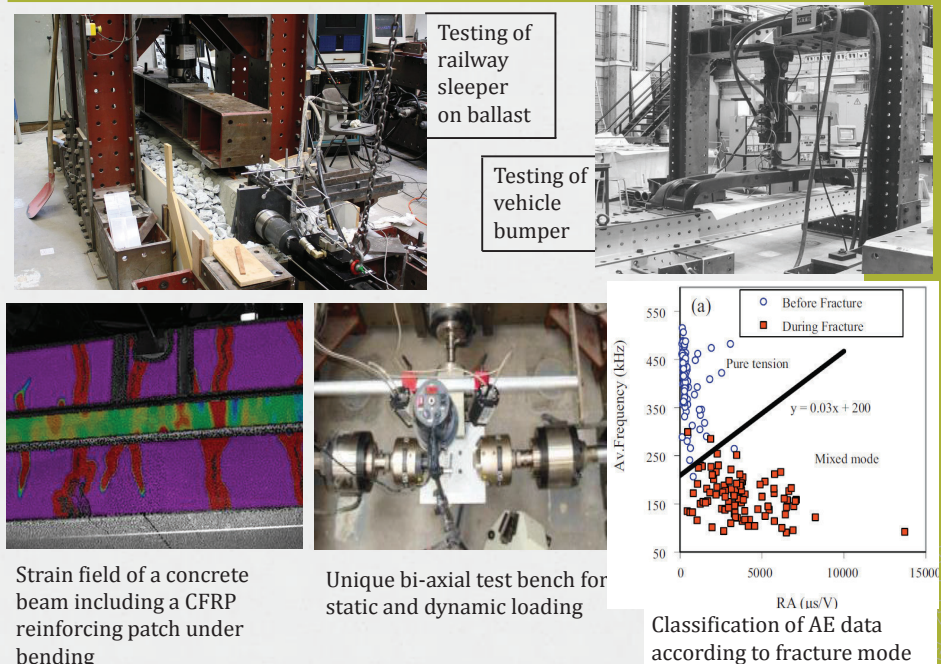 Testing of
railway
sleeper
on ballast
Testing of
vehicle
bumper
Strain field of a concrete
beam including a CFRP
reinforcing patch under
bending
Unique bi-axial test bench for
static and dynamic loading
(a)
Before Fracture
During Fracture
Pure tension
y = 0.03x + 200
Mixed mode
Av.Frequency (kHz)
550
450
350
250
150
50
0
5000
10000
15000
RA (μs/V)
Classification of AE data
according to fracture mode